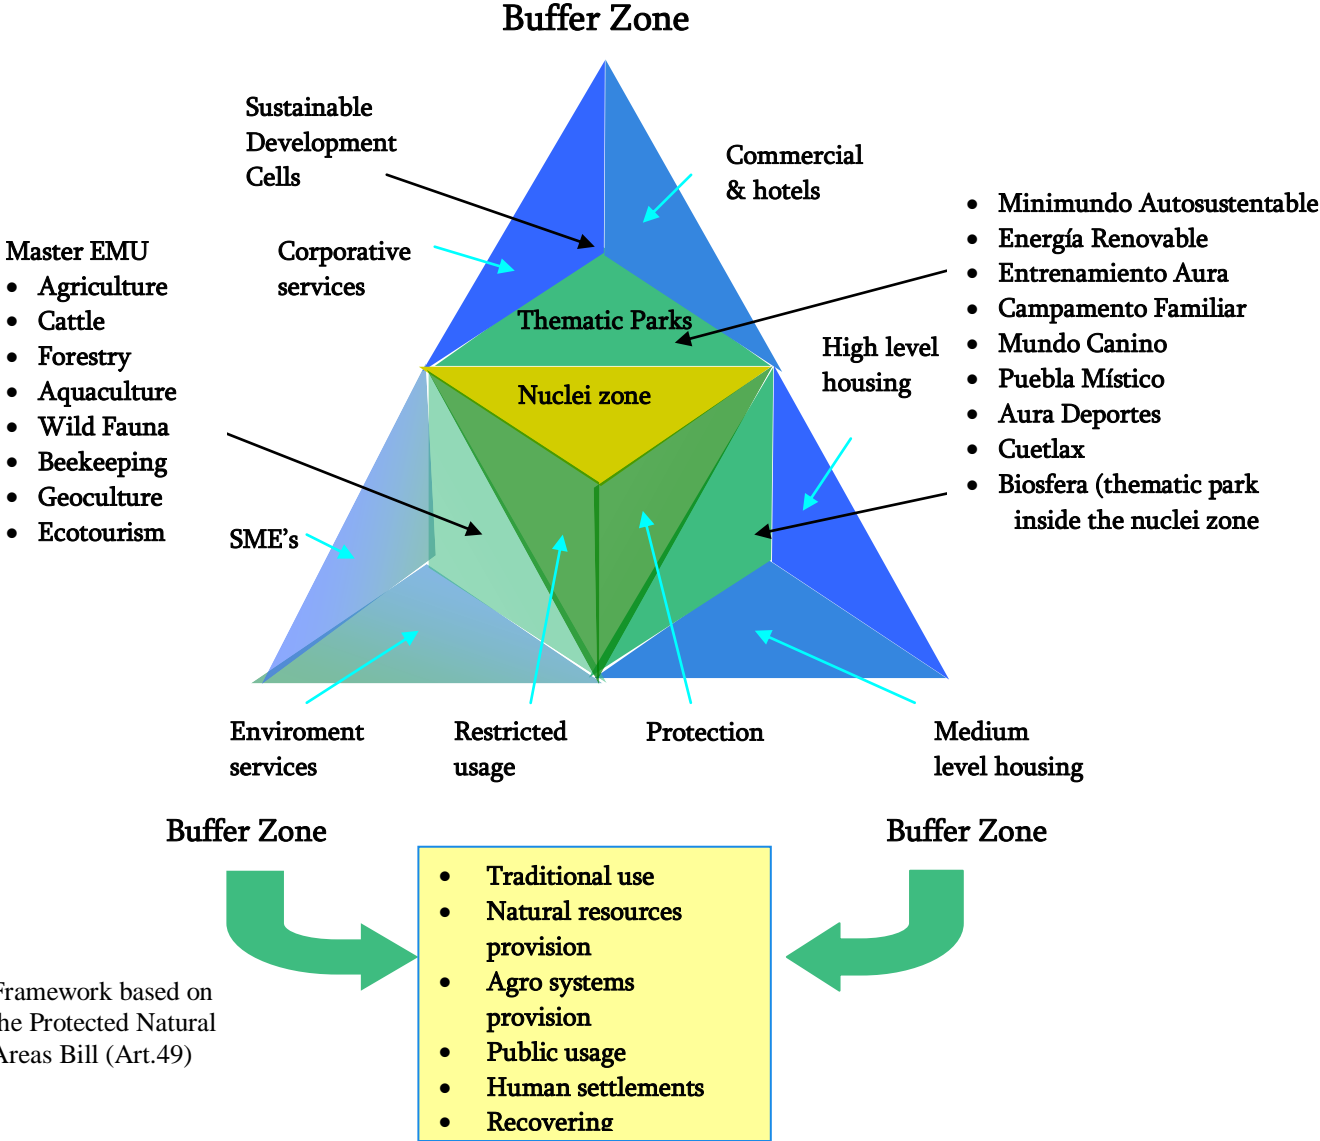 Buffer Zone
Sustainable
Development
Cells
Commercial
& hotels
Corporative
services
Master EMU
• Agriculture
• Cattle
• Forestry
• Aquaculture
• Wild Fauna
• Beekeeping
• Geoculture
• Ecotourism
• Minimundo Autosustentable
• Energía Renovable
• Entrenamiento Aura
• Campamento Familiar
• Mundo Canino
• Puebla Místico
• Aura Deportes
• Cuetlax
• Biosfera (thematic park
inside the nuclei zone
Thematic Parks
High level
housing
Nuclei zone
SME's
Enviroment
services
Restricted
usage
Protection
Medium
level housing
Buffer Zone
Buffer Zone
• Traditional use
• Natural resources
provision
• Agro systems
provision
• Public usage
• Human settlements
• Recovering
Framework based on
the Protected Natural
Areas Bill (Art.49)